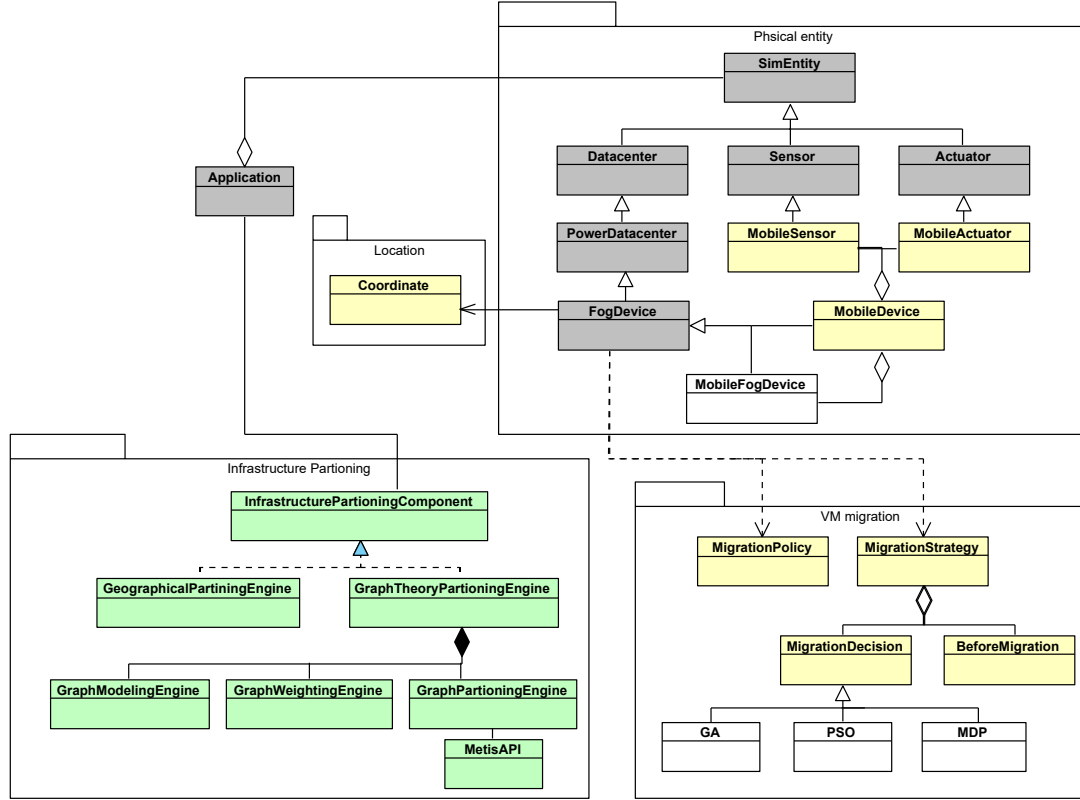 Phsical entity
SimEntity
Datacenter
Sensor
Actuator
Application
PowerDatacenter
MobileSensor
MobileActuator
Location
Coordinate
FogDevice
MobileDevice
MobileFogDevice
Infrastructure Partioning
InfrastructurePartioningComponent
VM migration
MigrationPolicy
MigrationStrategy
GeographicalPartiningEngine
GraphTheoryPartioningEngine
MigrationDecision
BeforeMigration
GraphModelingEngine
GraphWeightingEngine
GraphPartioningEngine
GA
PSO
MDP
MetisAPI